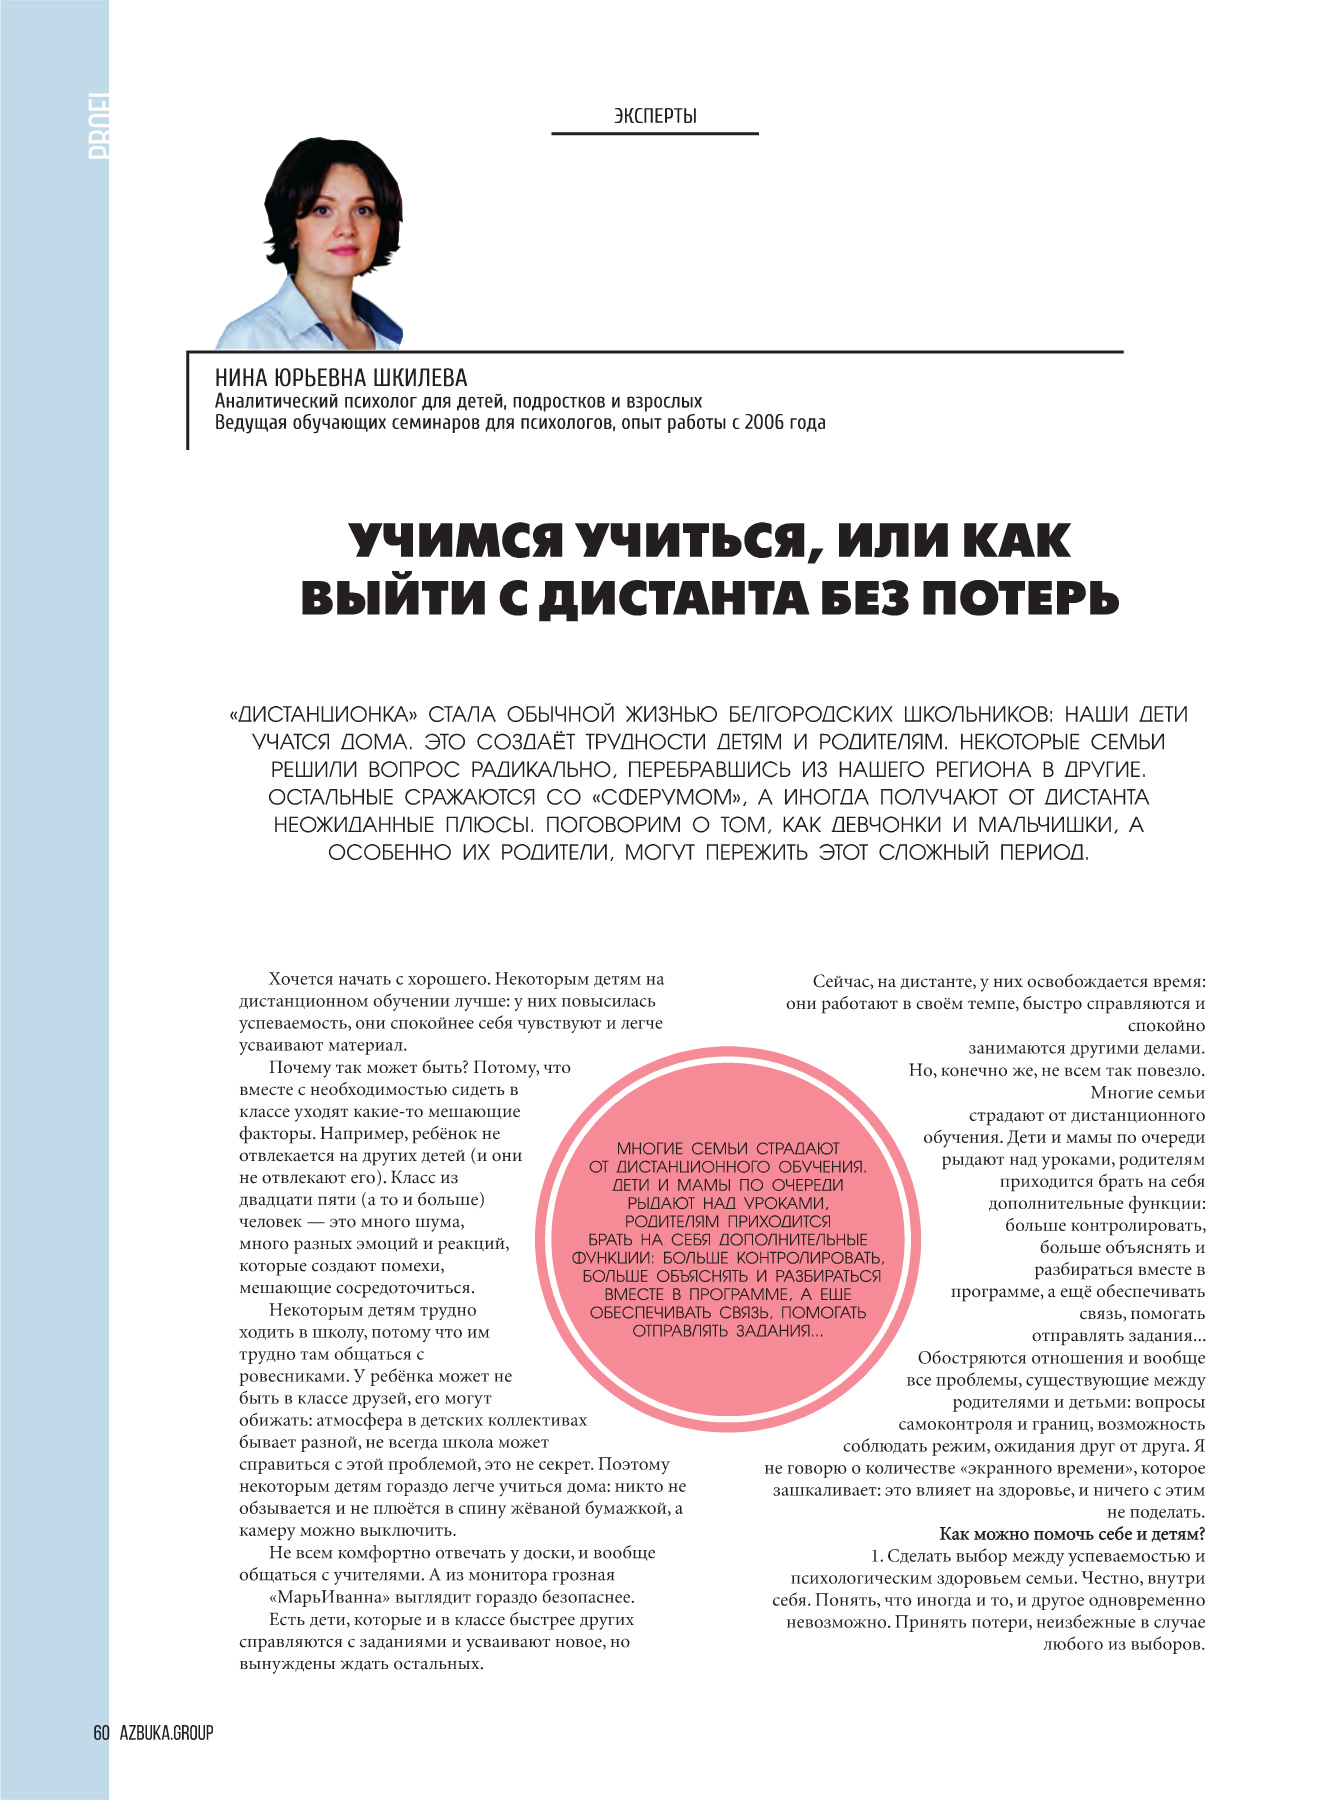 PROFI
ЭКСПЕРТЫ
НИНА ЮРЬЕВНА ШКИЛЕВА
Аналитический психолог для детей, подростков и взрослых
Ведущая обучающих семинаров для психологов, опыт работы с 2006 года
УЧИМСЯ УЧИТЬСЯ, ИЛИ КАК
ВЫЙТИ С ДИСТАНТА БЕЗ ПОТЕРЬ
«ДИСТАНЦИОНКА» СТАЛА ОБЫЧНОЙ ЖИЗНЬЮ БЕЛГОРОДСКИХ ШКОЛЬНИКОВ: НАШИ ДЕТИ
УЧАТСЯ ДОМА. ЭТО СОЗДАЁТ ТРУДНОСТИ ДЕТЯМ И РОДИТЕЛЯМ. НЕКОТОРЫЕ СЕМЬИ
РЕШИЛИ ВОПРОС РАДИКАЛЬНО, ПЕРЕБРАВШИСЬ ИЗ НАШЕГО РЕГИОНА В ДРУГИЕ.
ОСТАЛЬНЫЕ СРАЖАЮТСЯ СО «СФЕРУМОМ», А ИНОГДА ПОЛУЧАЮТ ОТ ДИСТАНТА
НЕОЖИДАННЫЕ ПЛЮСЫ. ПОГОВОРИМ О ТОМ, КАК ДЕВЧОНКИ И МАЛЬЧИШКИ, А
ОСОБЕННО ИХ РОДИТЕЛИ, МОГУТ ПЕРЕЖИТЬ ЭТОТ СЛОЖНЫЙ ПЕРИОД.
Хочется начать с хорошего. Некоторым детям на
дистанционном обучении лучше: у них повысилась
успеваемость, они спокойнее себя чувствуют и легче
усваивают материал.
Почему так может быть? Потому, что
вместе с необходимостью сидеть в
классе уходят какие-то мешающие
факторы. Например, ребёнок не
отвлекается на других детей (и они
не отвлекают его). Класс из
двадцати пяти (а то и больше)
человек — это много шума,
много разных эмоций и реакций,
которые создают помехи,
мешающие сосредоточиться.
Некоторым детям трудно
ходить в школу, потому что им
трудно там общаться с
ровесниками. У ребёнка может не
быть в классе друзей, его могут
обижать: атмосфера в детских коллективах
бывает разной, не всегда школа может
справиться с этой проблемой, это не секрет. Поэтому
некоторым детям гораздо легче учиться дома: никто не
обзывается и не плюётся в спину жёваной бумажкой, а
камеру можно выключить.
Не всем комфортно отвечать у доски, и вообще
общаться с учителями. А из монитора грозная
«МарьИванна» выглядит гораздо безопаснее.
Есть дети, которые и в классе быстрее других
справляются с заданиями и усваивают новое, но
вынуждены ждать остальных.
МНОГИЕ СЕМЬИ СТРАДАЮТ
ОТ ДИСТАНЦИОННОГО ОБУЧЕНИЯ.
ДЕТИ И МАМЫ ПО ОЧЕРЕДИ
РЫДАЮТ НАД УРОКАМИ,
РОДИТЕЛЯМ ПРИХОДИТСЯ
БРАТЬ НА СЕБЯ ДОПОЛНИТЕЛЬНЫЕ
ФУНКЦИИ: БОЛЬШЕ КОНТРОЛИРОВАТЬ,
БОЛЬШЕ ОБЪЯСНЯТЬ И РАЗБИРАТЬСЯ
ВМЕСТЕ В ПРОГРАММЕ, А ЕЩЕ
ОБЕСПЕЧИВАТЬ СВЯЗЬ, ПОМОГАТЬ
ОТПРАВЛЯТЬ ЗАДАНИЯ...
Сейчас, на дистанте, у них освобождается время:
они работают в своём темпе, быстро справляются и
спокойно
занимаются другими делами.
Но, конечно же, не всем так повезло.
Многие семьи
страдают от дистанционного
обучения. Дети и мамы по очереди
рыдают над уроками, родителям
приходится брать на себя
дополнительные функции:
больше контролировать,
больше объяснять и
разбираться вместе в
программе, а ещё обеспечивать
связь, помогать
отправлять задания...
Обостряются отношения и вообще
все проблемы, существующие между
родителями и детьми: вопросы
самоконтроля и границ, возможность
соблюдать режим, ожидания друг от друга. Я
не говорю о количестве «экранного времени», которое
зашкаливает: это влияет на здоровье, и ничего с этим
не поделать.
Как можно помочь себе и детям?
1. Сделать выбор между успеваемостью и
психологическим здоровьем семьи. Честно, внутри
себя. Понять, что иногда и то, и другое одновременно
невозможно. Принять потери, неизбежные в случае
любого из выборов.
60 AZBUKA.GROUP